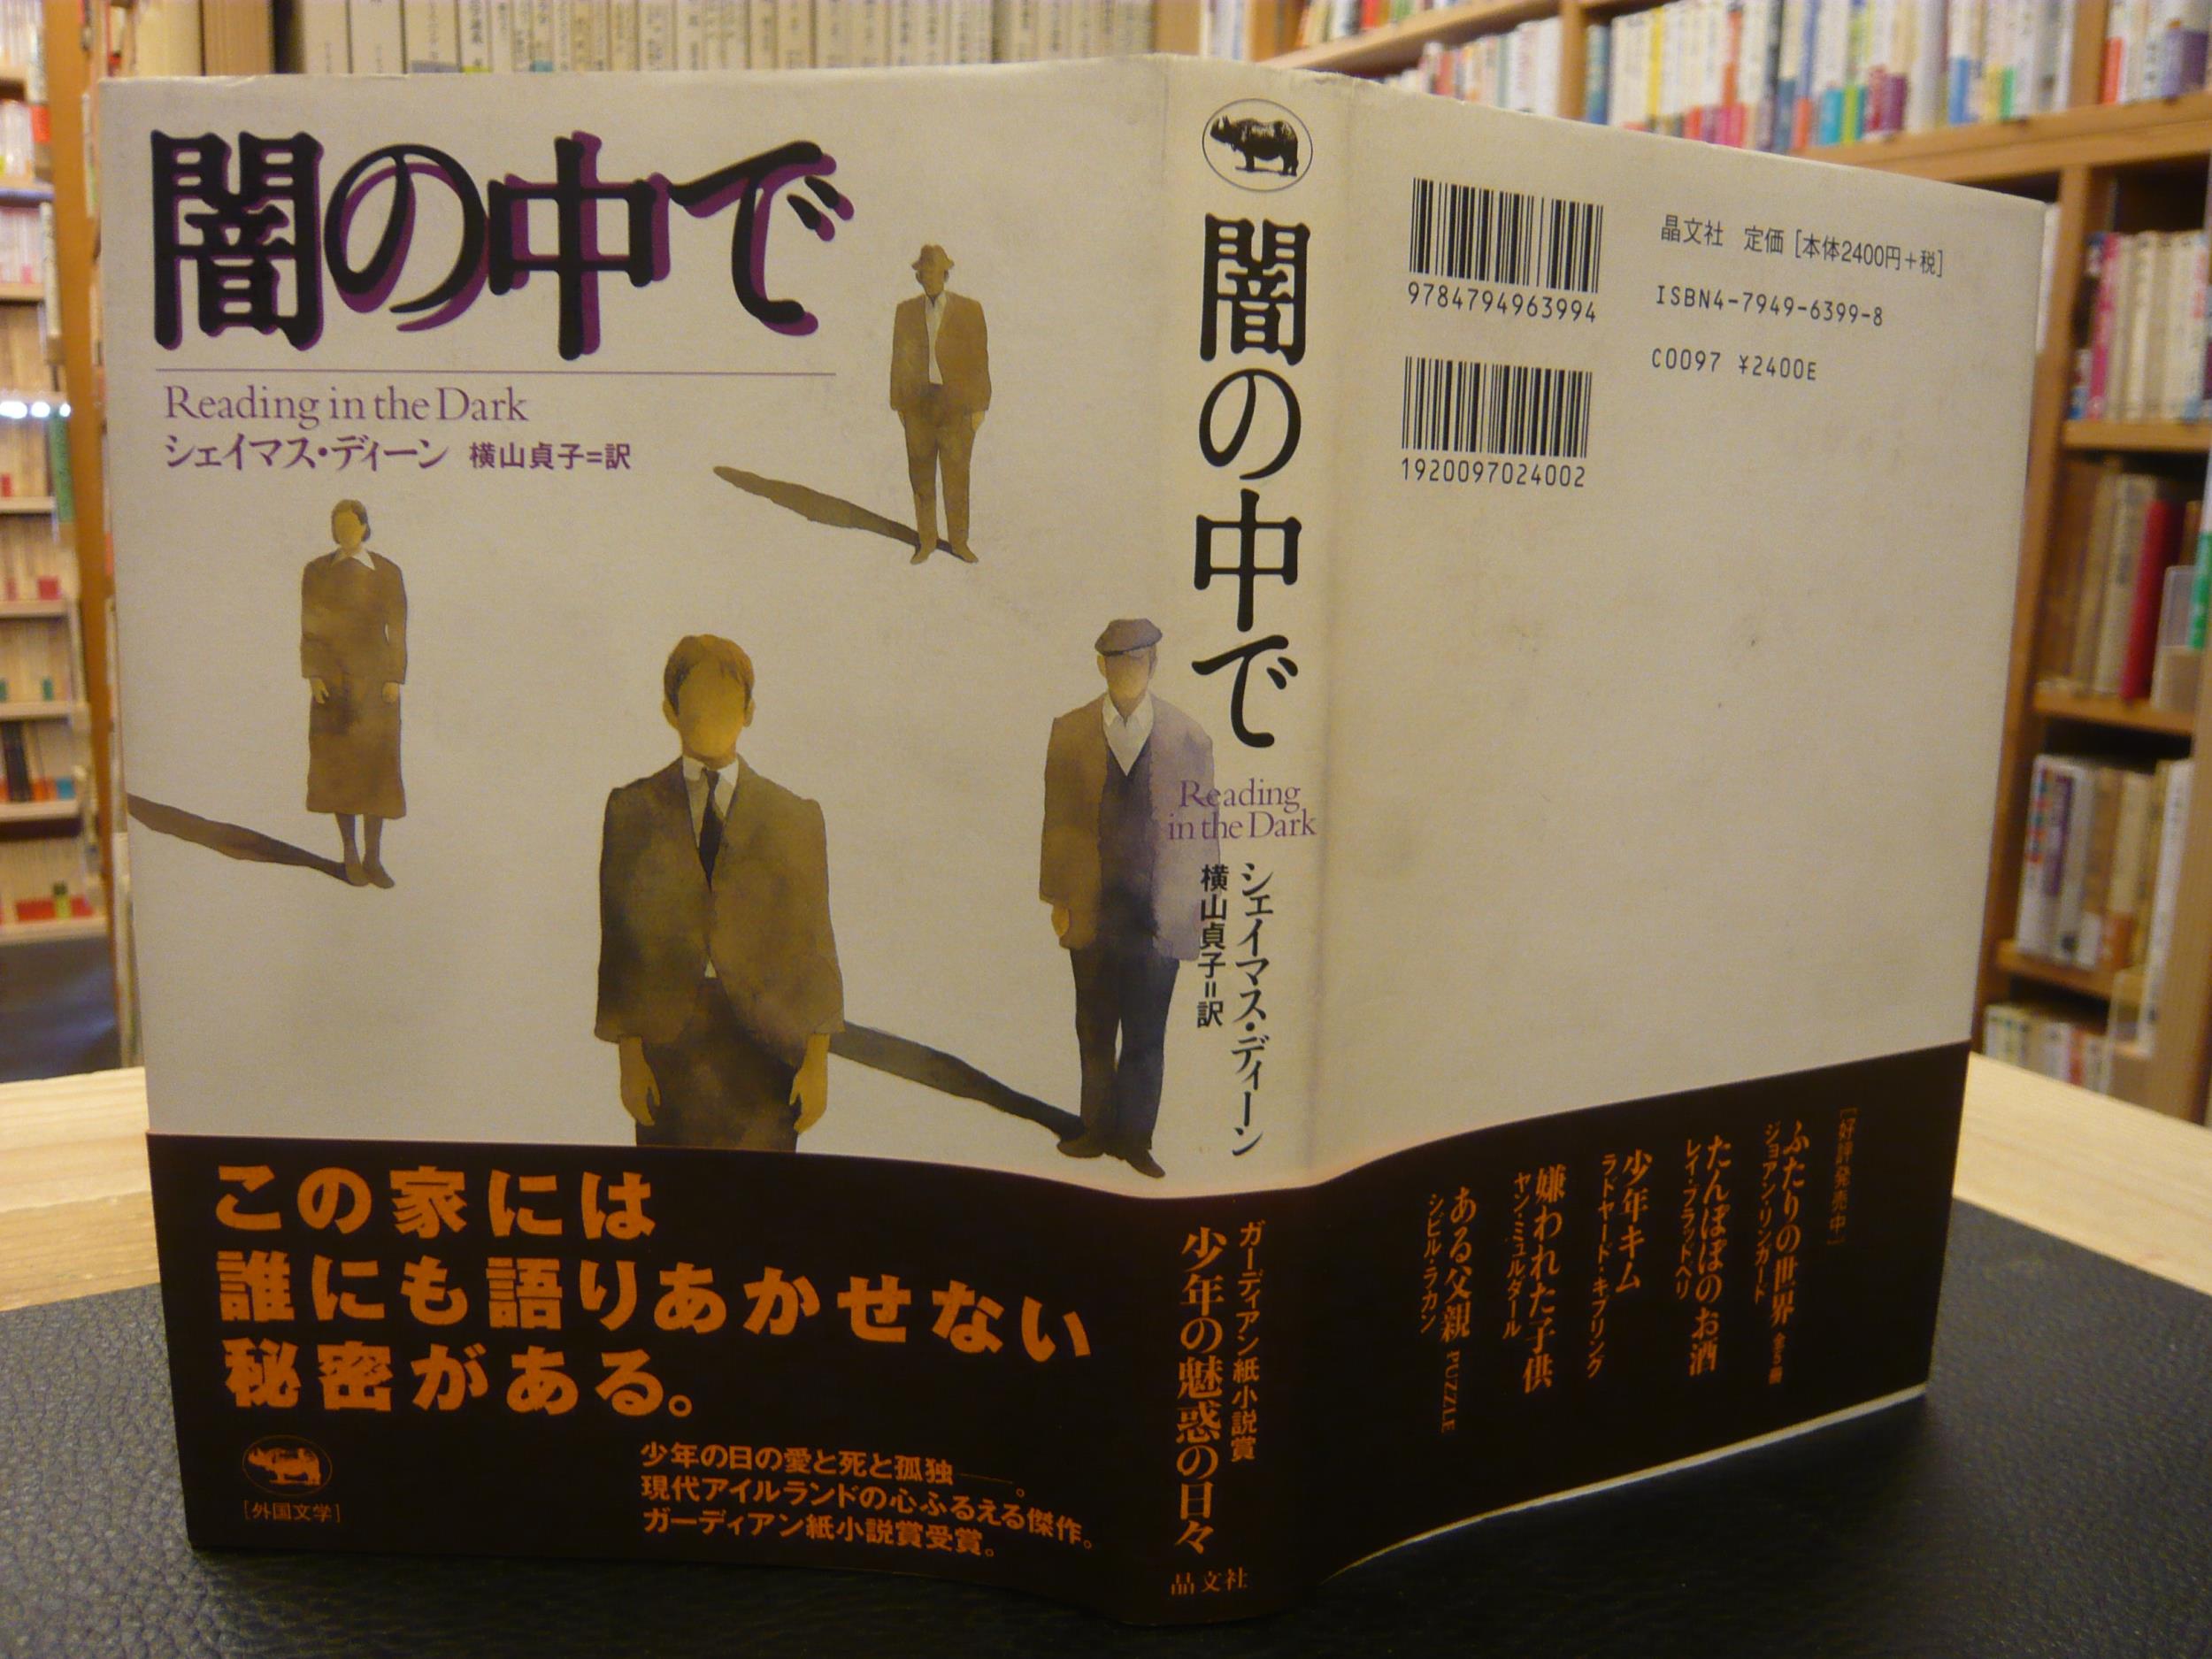 闇の中で
Reading in the Dark
シェイマス・ディーン 横山貞子=訳
この家には
誰にも語りあかせない
秘密がある。
[外国文学]
少年の日の愛と死と孤独——。
現代アイルランドの心ふるえる傑作。
ガーディアン紙小説賞受賞。
闇の中で
Reading
in the Dark
シェイマス・ディーン
横山貞子=訳
ガーディアン紙小説賞
少年の魅惑の日々
晶文社
9784794963994
1920097024002
晶文社 定価[本体2400円+税]
ISBN4-7949-6399-8
C0097 ¥2400E
[好評発売中]
ふたりの世界 全5冊
ジョアン・リンガード
たんぽぽのお酒
レイ・ブラッドベリ
少年キム
ラドヤード・キプリング
嫌われた子供
ヤン・ミュルダール
ある父親 PUZZLE
シビル・ラカン